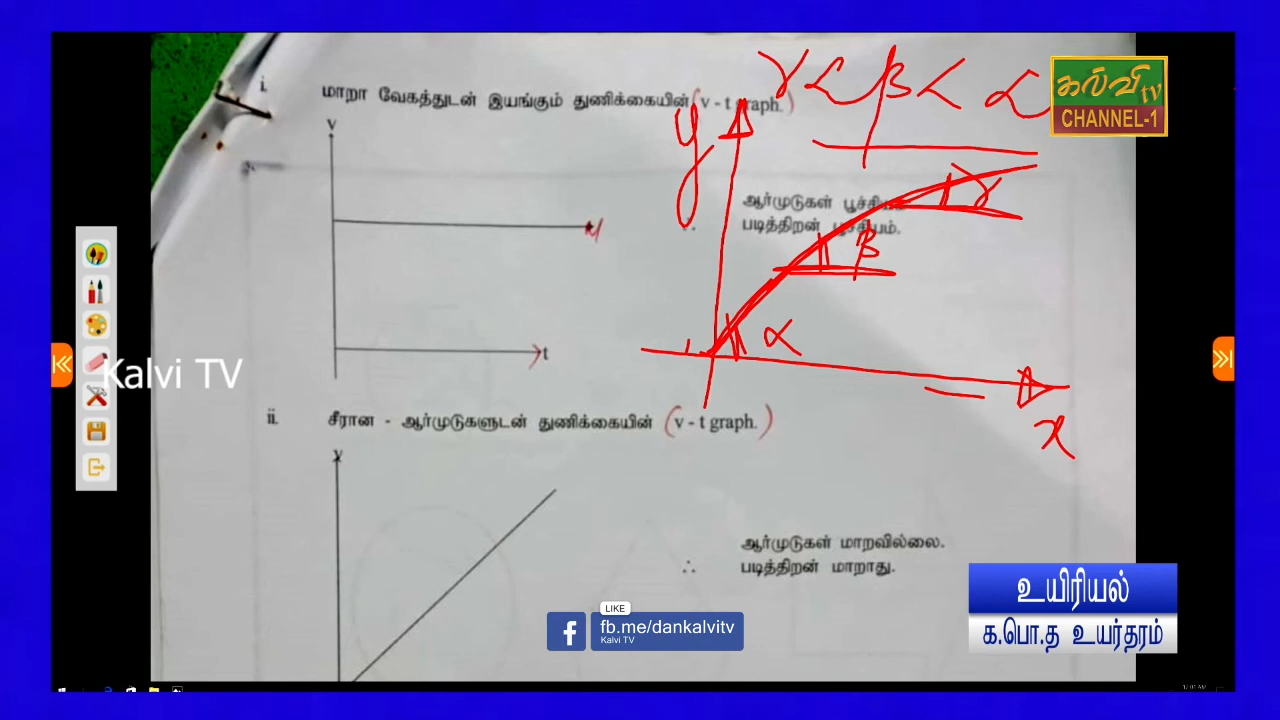 i. மாறா வேகத்துடன் இயங்கும் துணிக்கையின் (v - t graph.)
v
t
ஆர்முடுகள்
∴ படித்திறன் பூச்சியம்.
ii. சீரான - ஆர்முடுகளுடன் துணிக்கையின் (v - t graph.)
v
ஆர்முடுகள் மாறவில்லை.
∴ படித்திறன் மாறாது.
γ < β < α
y
γ
β
α
x
கல்வி tv
CHANNEL-1
Kalvi TV
உயிரியல்
க.பொ.த உயர்தரம்
LIKE
fb.me/dankalvitv
Kalvi TV